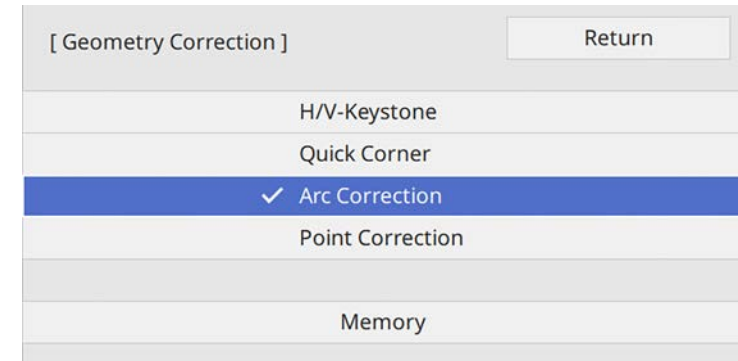 [ Geometry Correction ]
Return
H/V-Keystone
Quick Corner
✓ Arc Correction
Point Correction
Memory